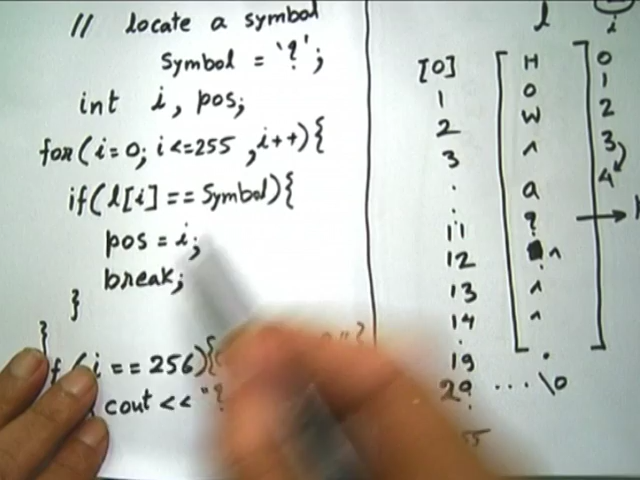 // locate a symbol
Symbol = '?';
int i, pos;
for(i=0; i<=255 ,i++){
if(l[i] == Symbol){
pos = i;
break;
}
}
f(i == 256){
cout << "?
l i
[0] H 0
1 O 1
2 W 2
3 ^ 3
. a 4
.
11 ?
12 ^
13 ^
14 ^
.
19 .
29 ... \0